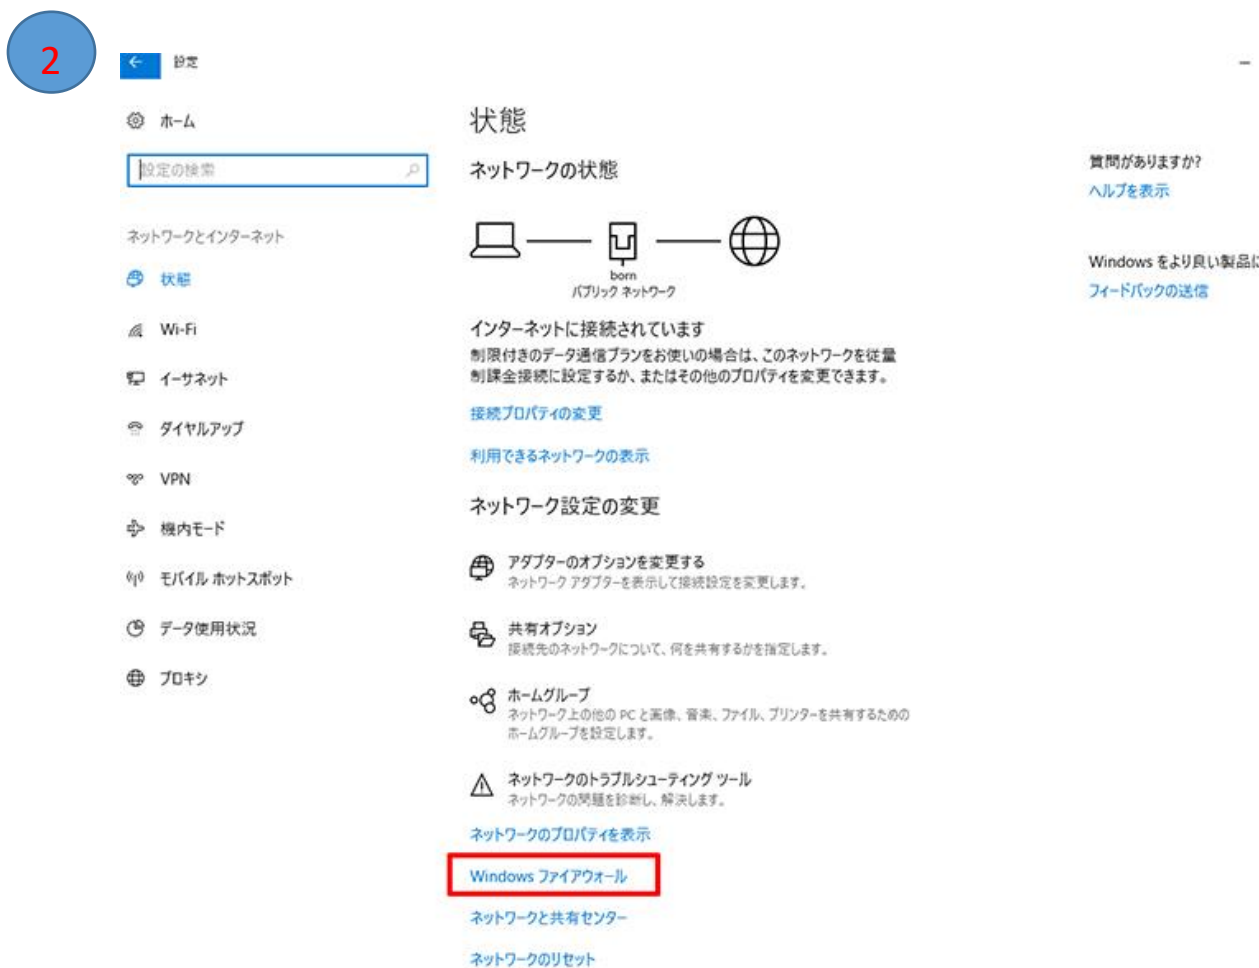 2
設定
ホーム
設定の検索
ネットワークとインターネット
状態
Wi-Fi
イーサネット
ダイヤルアップ
VPN
機内モード
モバイル ホットスポット
データ使用状況
プロキシ
状態
ネットワークの状態
born
パブリック ネットワーク
インターネットに接続されています
制限付きのデータ通信プランをお使いの場合は、このネットワークを従量
制課金接続に設定するか、またはその他のプロパティを変更できます。
接続プロパティの変更
利用できるネットワークの表示
ネットワーク設定の変更
アダプターのオプションを変更する
ネットワーク アダプターを表示して接続設定を変更します。
共有オプション
接続先のネットワークについて、何を共有するかを指定します。
ホームグループ
ネットワーク上の他の PC と画像、音楽、ファイル、プリンターを共有するための
ホームグループを設定します。
ネットワークのトラブルシューティング ツール
ネットワークの問題を診断し、解決します。
ネットワークのプロパティを表示
Windows ファイアウォール
ネットワークと共有センター
ネットワークのリセット
質問がありますか?
ヘルプを表示
Windows をより良い製品に
フィードバックの送信